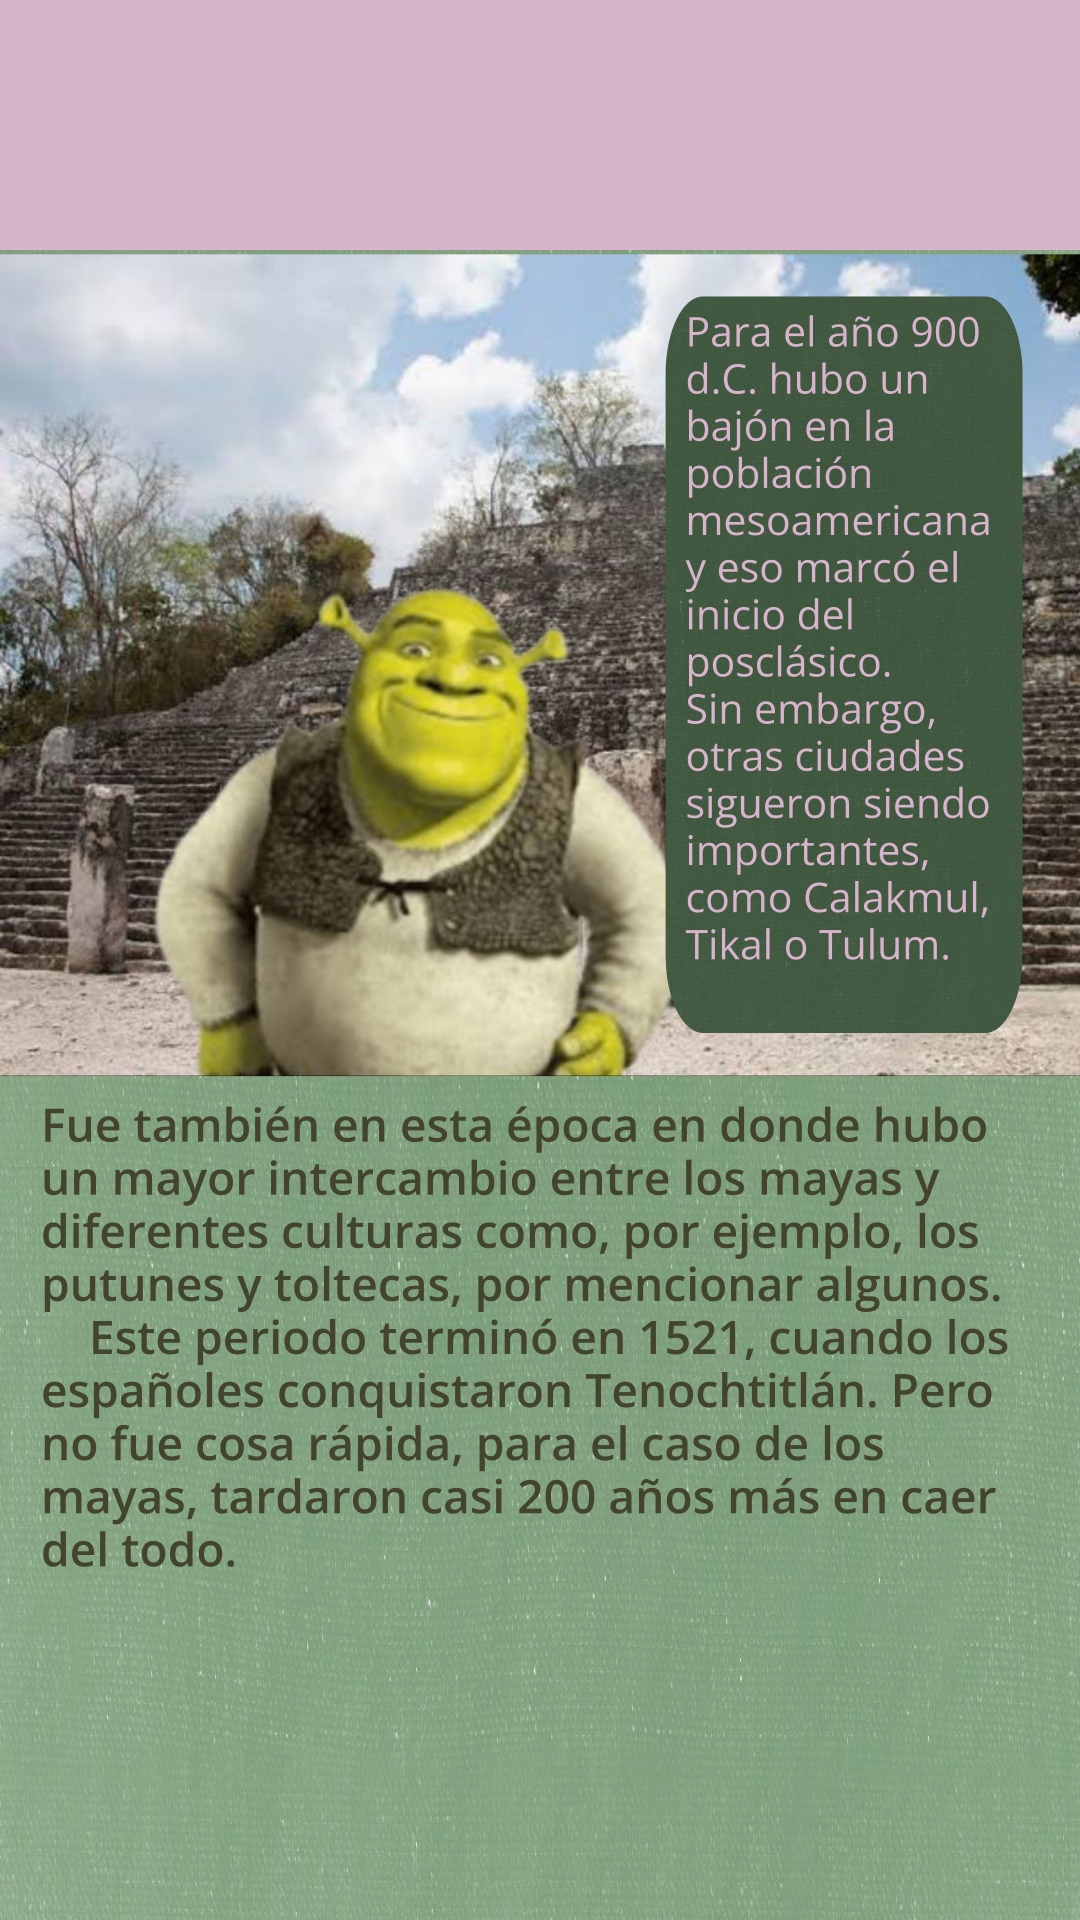 Para el año 900
d.C. hubo un
bajón en la
población
mesoamericana
y eso marcó el
inicio del
posclásico.
Sin embargo,
otras ciudades
sigueron siendo
importantes,
como Calakmul,
Tikal o Tulum.
Fue también en esta época en donde hubo
un mayor intercambio entre los mayas y
diferentes culturas como, por ejemplo, los
putunes y toltecas, por mencionar algunos.
Este periodo terminó en 1521, cuando los
españoles conquistaron Tenochtitlán. Pero
no fue cosa rápida, para el caso de los
mayas, tardaron casi 200 años más en caer
del todo.